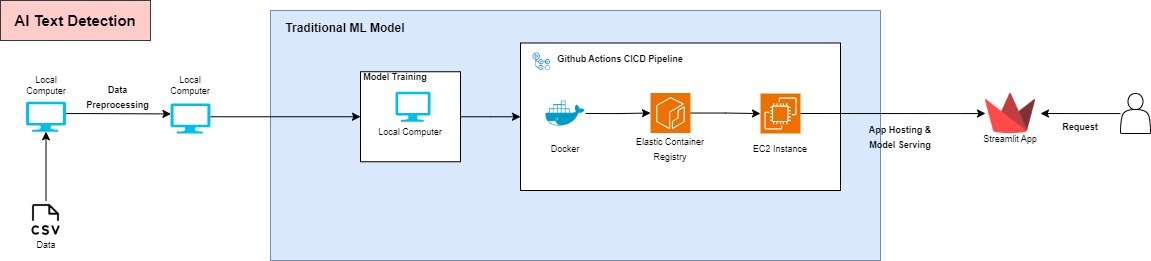 AI Text Detection
Traditional ML Model
Github Actions CICD Pipeline
Local
Computer
Data
Preprocessing
Local
Computer
Model Training
Local Computer
Docker
Elastic Container
Registry
EC2 Instance
App Hosting &
Model Serving
Streamlit App
Request
CSV
Data